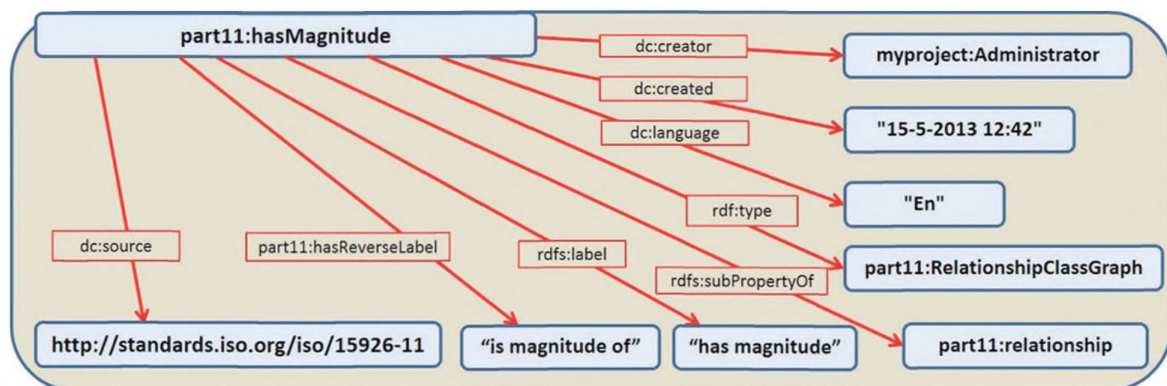 part11:hasMagnitude
dc:creator
myproject:Administrator
dc:created
"15-5-2013 12:42"
dc:language
"En"
rdf:type
part11:RelationshipClassGraph
dc:source
part11:hasReverseLabel
rdfs:label
rdfs:subPropertyOf
http://standards.iso.org/iso/15926-11
“is magnitude of”
“has magnitude”
part11:relationship